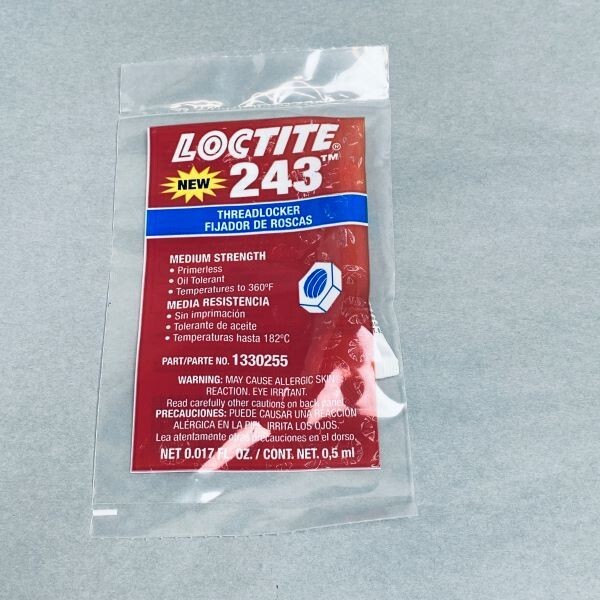 LOCTITE®
NEW 243™
THREADLOCKER
FIJADOR DE ROSCAS
MEDIUM STRENGTH
• Primerless
• Oil Tolerant
• Temperatures to 360°F
MEDIA RESISTENCIA
• Sin imprimación
• Tolerante de aceite
• Temperaturas hasta 182°C
PART/PARTE NO. 1330255
WARNING: MAY CAUSE ALLERGIC SKIN
REACTION. EYE IRRITANT.
Read carefully other cautions on back panel.
PRECAUCIONES: PUEDE CAUSAR UNA REACCIÓN
ALÉRGICA EN LA PIEL. IRRITA LOS OJOS.
Lea atentamente otras precauciones en el dorso.
NET 0.017 FL. OZ. / CONT. NET. 0,5 ml